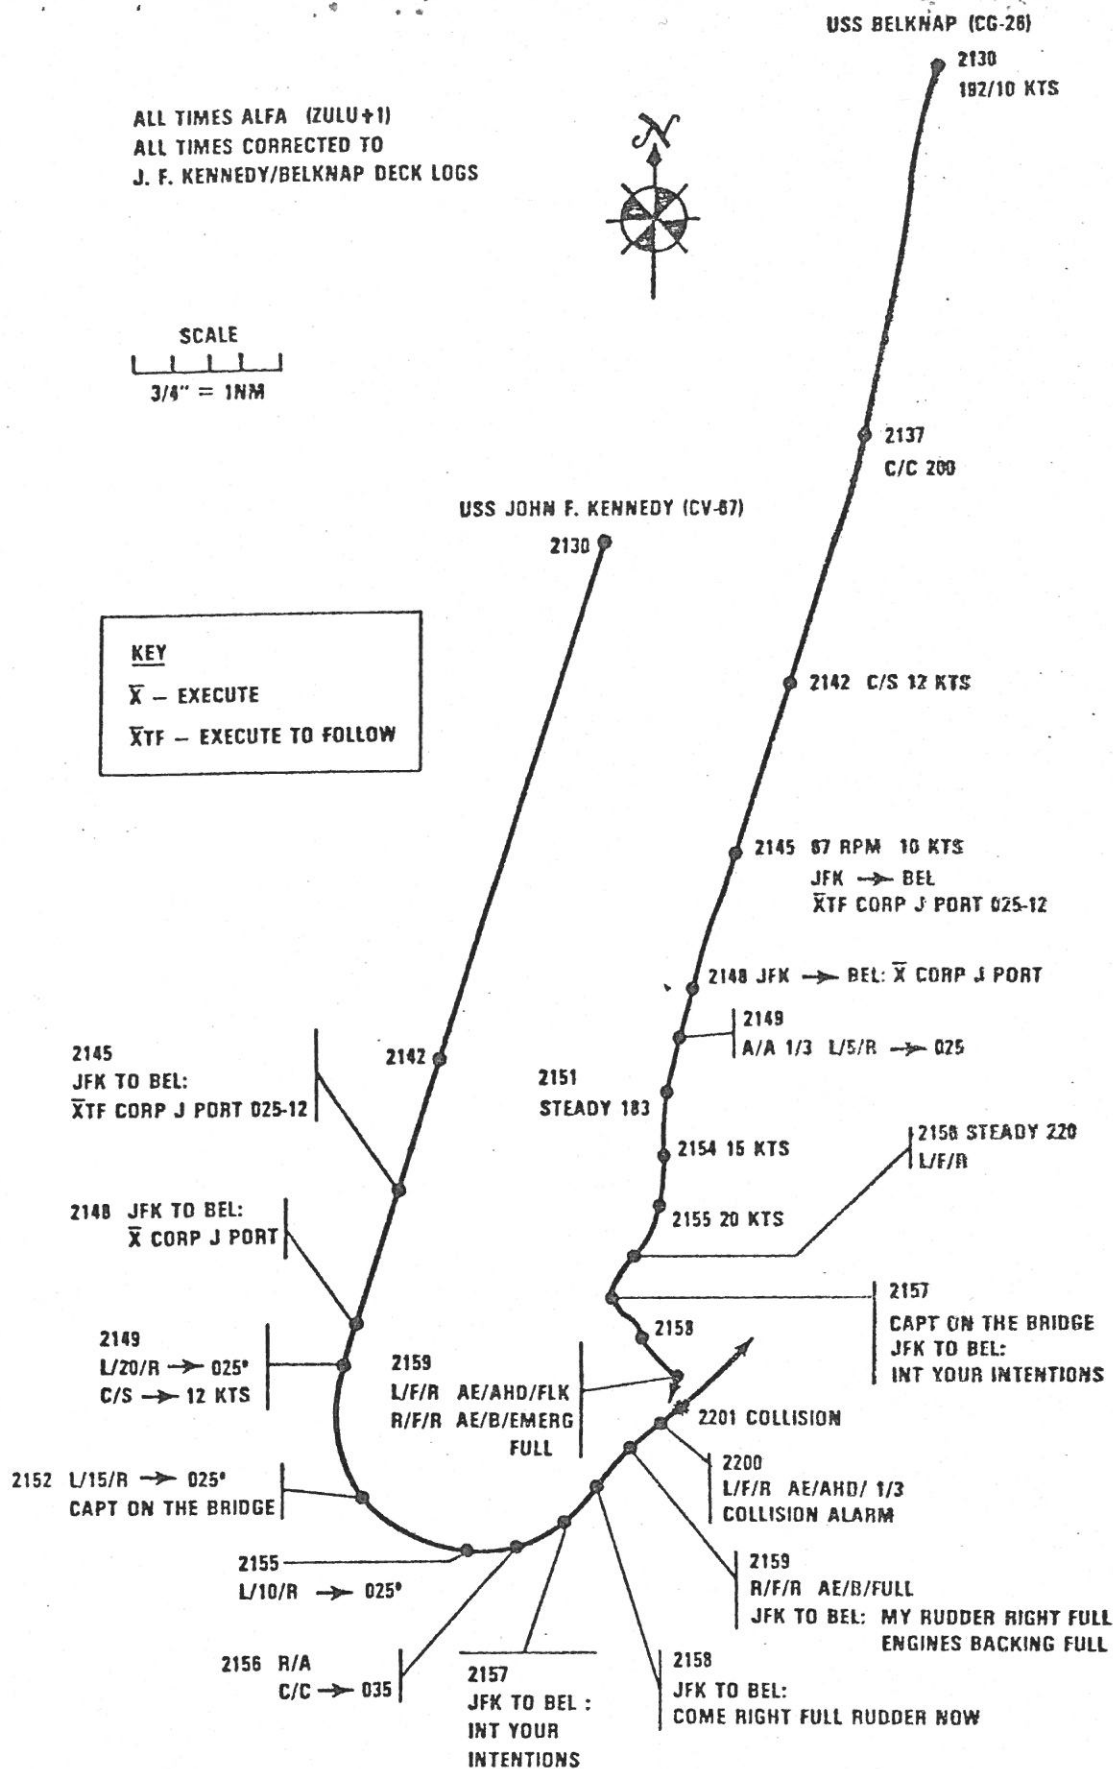 USS BELKNAP (CG-26)
2130
192/10 KTS
ALL TIMES ALFA (ZULU+1)
ALL TIMES CORRECTED TO
J. F. KENNEDY/BELKNAP DECK LOGS
N
SCALE
3/4" = 1NM
2137
C/C 200
USS JOHN F. KENNEDY (CV-67)
2130
KEY
X̅ – EXECUTE
X̅TF – EXECUTE TO FOLLOW
2142 C/S 12 KTS
2145 67 RPM 10 KTS
JFK → BEL
X̅TF CORP J PORT 025-12
2148 JFK → BEL: X̅ CORP J PORT
2149
A/A 1/3 L/5/R → 025
2142
2145
JFK TO BEL:
X̅TF CORP J PORT 025-12
2151
STEADY 183
2154 15 KTS
2156 STEADY 220
L/F/R
2148 JFK TO BEL:
X̅ CORP J PORT
2155 20 KTS
2157
CAPT ON THE BRIDGE
JFK TO BEL:
INT YOUR INTENTIONS
2158
2149
L/20/R → 025°
C/S → 12 KTS
2159
L/F/R AE/AHD/FLK
R/F/R AE/B/EMERG
FULL
2201 COLLISION
2200
L/F/R AE/AHD/ 1/3
COLLISION ALARM
2152 L/15/R → 025°
CAPT ON THE BRIDGE
2155
L/10/R → 025°
2159
R/F/R AE/B/FULL
JFK TO BEL: MY RUDDER RIGHT FULL
ENGINES BACKING FULL
2156 R/A
C/C → 035
2157
JFK TO BEL :
INT YOUR
INTENTIONS
2158
JFK TO BEL:
COME RIGHT FULL RUDDER NOW